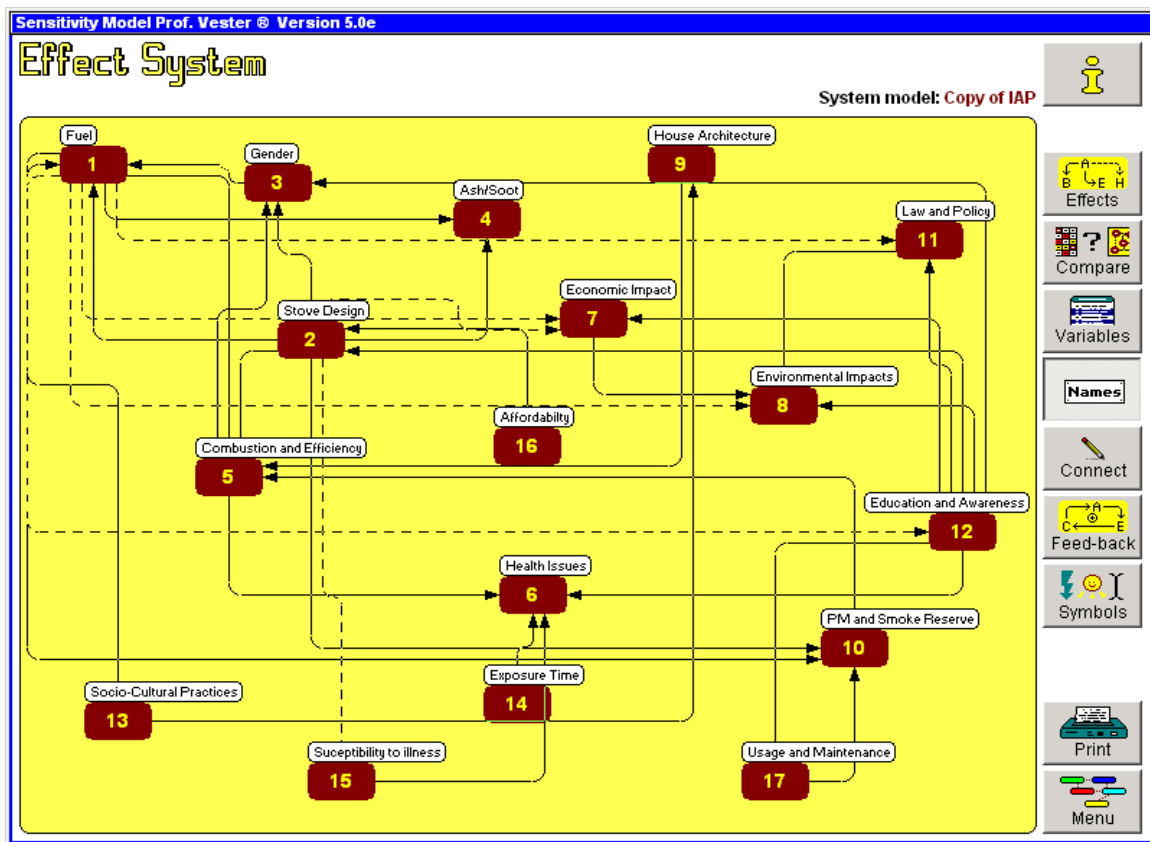 Sensitivity Model Prof. Vester ® Version 5.0e
Effect System
System model: Copy of IAP
Fuel
1
Gender
3
House Architecture
9
Ash/Soot
4
Law and Policy
11
Economic Impact
7
Stove Design
2
Environmental Impacts
8
Affordabilty
16
Combustion and Efficiency
5
Education and Awareness
12
Health Issues
6
PM and Smoke Reserve
10
Exposure Time
14
Socio-Cultural Practices
13
Suceptibility to illness
15
Usage and Maintenance
17
i
A
B E H
Effects
?
Compare
Variables
Names
Connect
A
C E
Feed-back
Symbols
Print
Menu